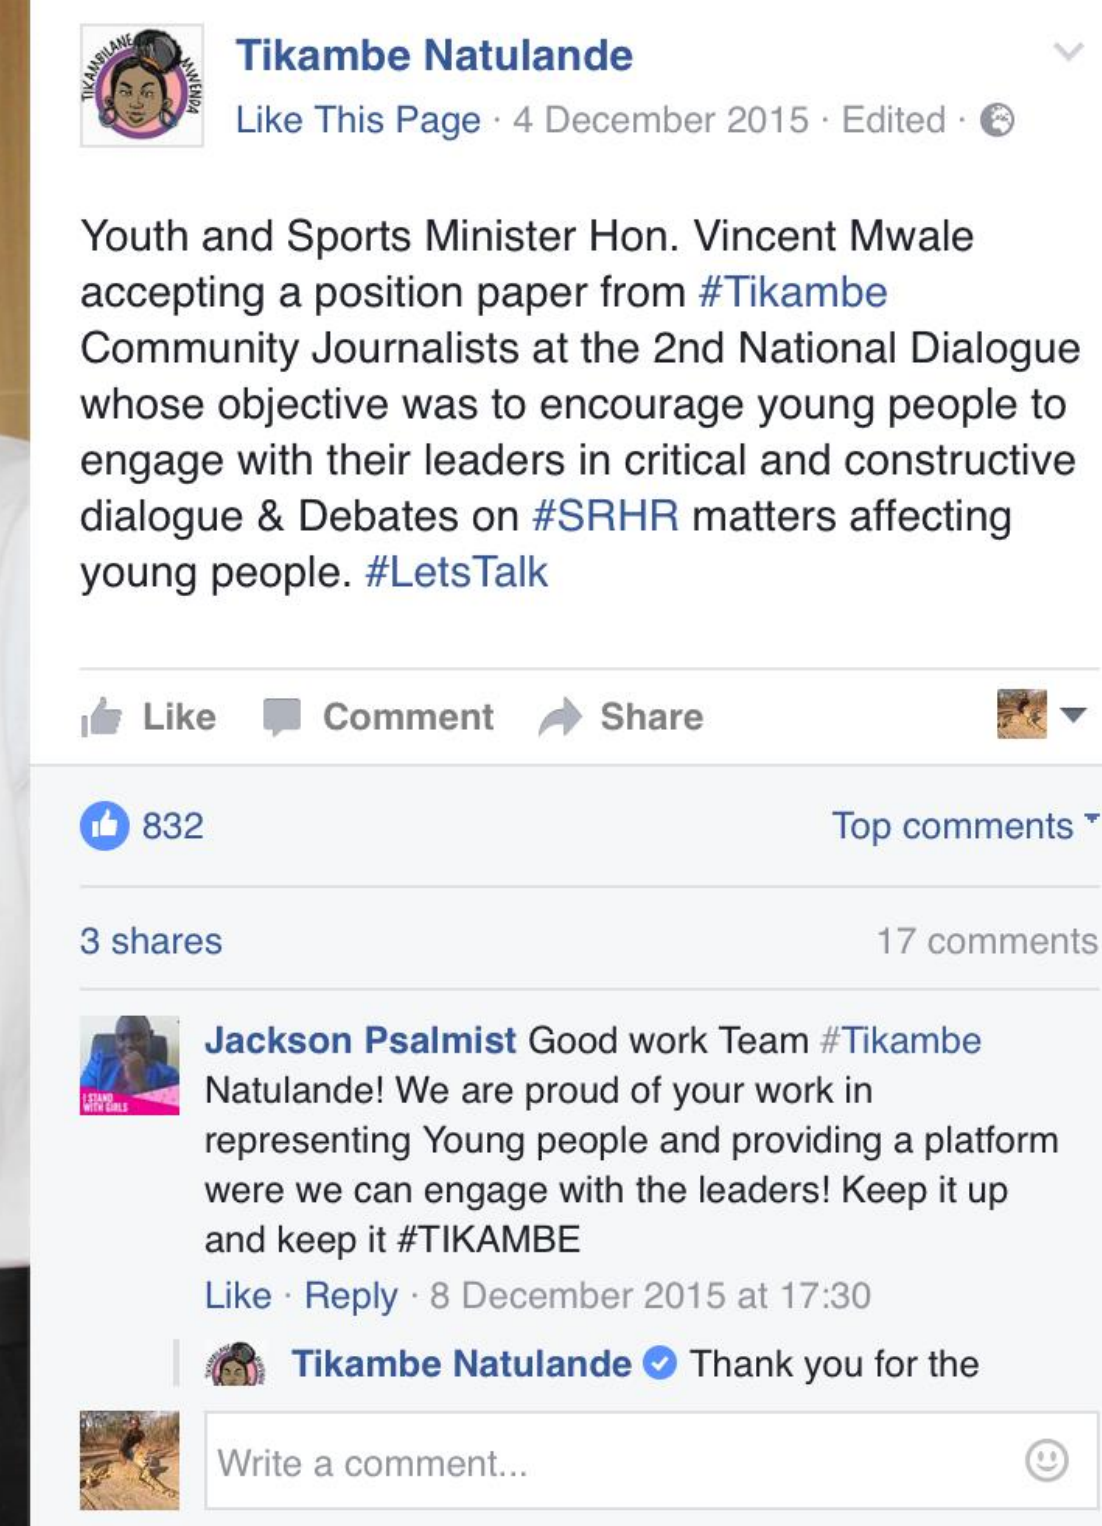 TIKAMBILANE MWENDA
Tikambe Natulande
Like This Page · 4 December 2015 · Edited ·
Youth and Sports Minister Hon. Vincent Mwale
accepting a position paper from #Tikambe
Community Journalists at the 2nd National Dialogue
whose objective was to encourage young people to
engage with their leaders in critical and constructive
dialogue & Debates on #SRHR matters affecting
young people. #LetsTalk
Like Comment Share
832 Top comments
3 shares 17 comments
Jackson Psalmist Good work Team #Tikambe
Natulande! We are proud of your work in
representing Young people and providing a platform
were we can engage with the leaders! Keep it up
and keep it #TIKAMBE
I STAND
WITH GIRLS
Like · Reply · 8 December 2015 at 17:30
Tikambe Natulande Thank you for the
Write a comment...